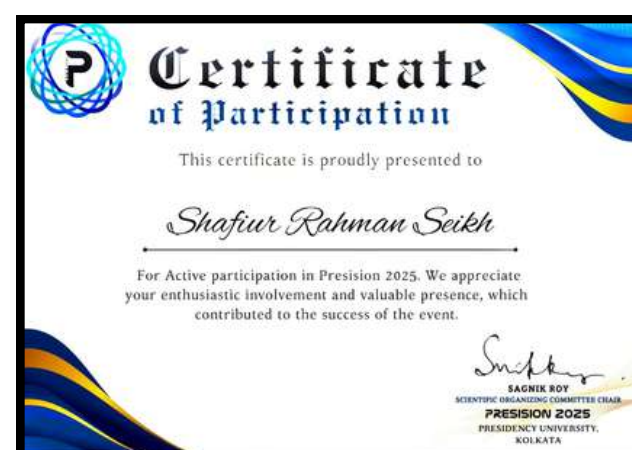 P
Certificate
of Participation
This certificate is proudly presented to
Shafiur Rahman Seikh
For Active participation in Presision 2025. We appreciate
your enthusiastic involvement and valuable presence, which
contributed to the success of the event.
SAGNIK ROY
SCIENTIFIC ORGANIZING COMMITTEE CHAIR
PRESISION 2025
PRESIDENCY UNIVERSITY,
KOLKATA